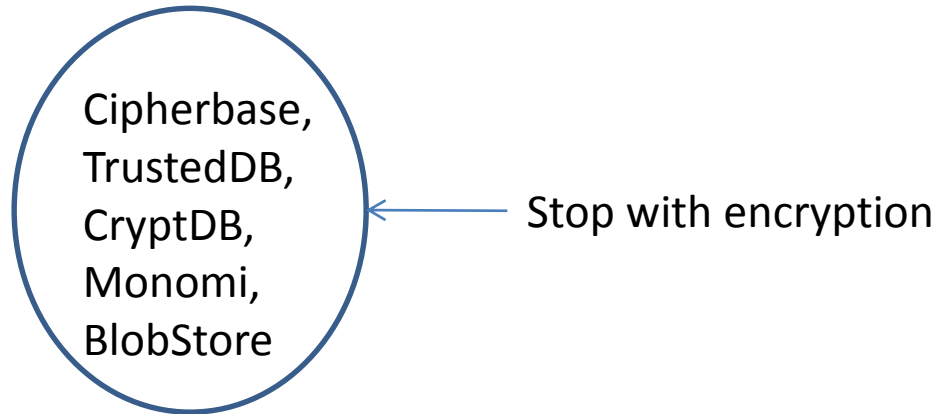 Cipherbase,
TrustedDB,
CryptDB,
Monomi,
BlobStore
Stop with encryption